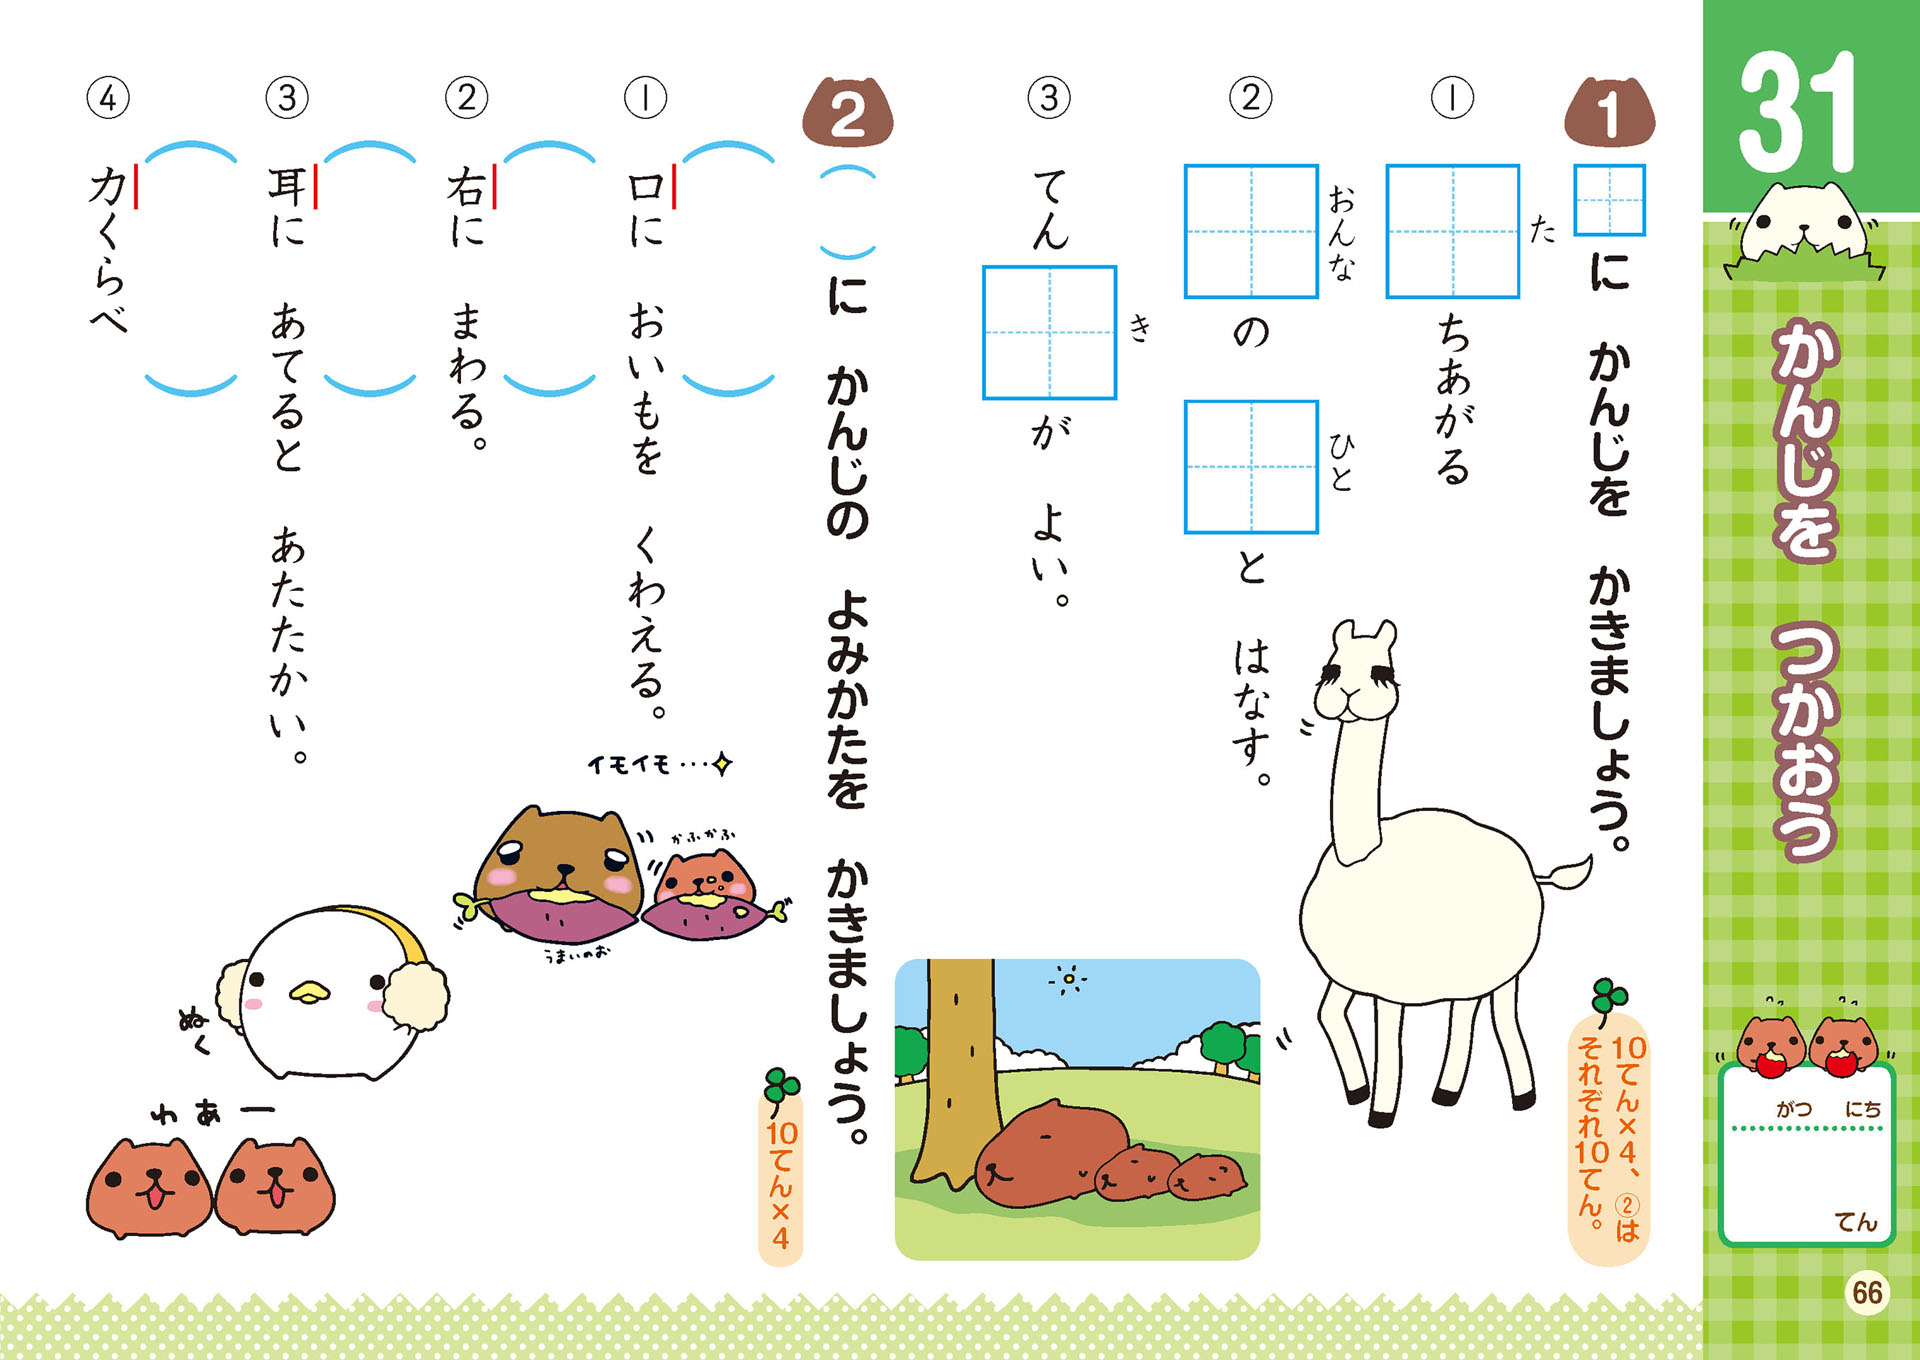 31
かんじを つかおう
がつ にち
てん
66
1
に かんじを かきましょう。
10てん×4、②は
それぞれ10てん。
①
た
ちあがる
②
おんな
の
ひと
と はなす。
③
てん
き
が よい。
2
( )に かんじの よみかたを かきましょう。
10てん×4
①
口に おいもを くわえる。
②
右に まわる。
③
耳に あてると あたたかい。
④
力くらべ
イモイモ…
かふかふ
うまいのお
ぬく
わあー